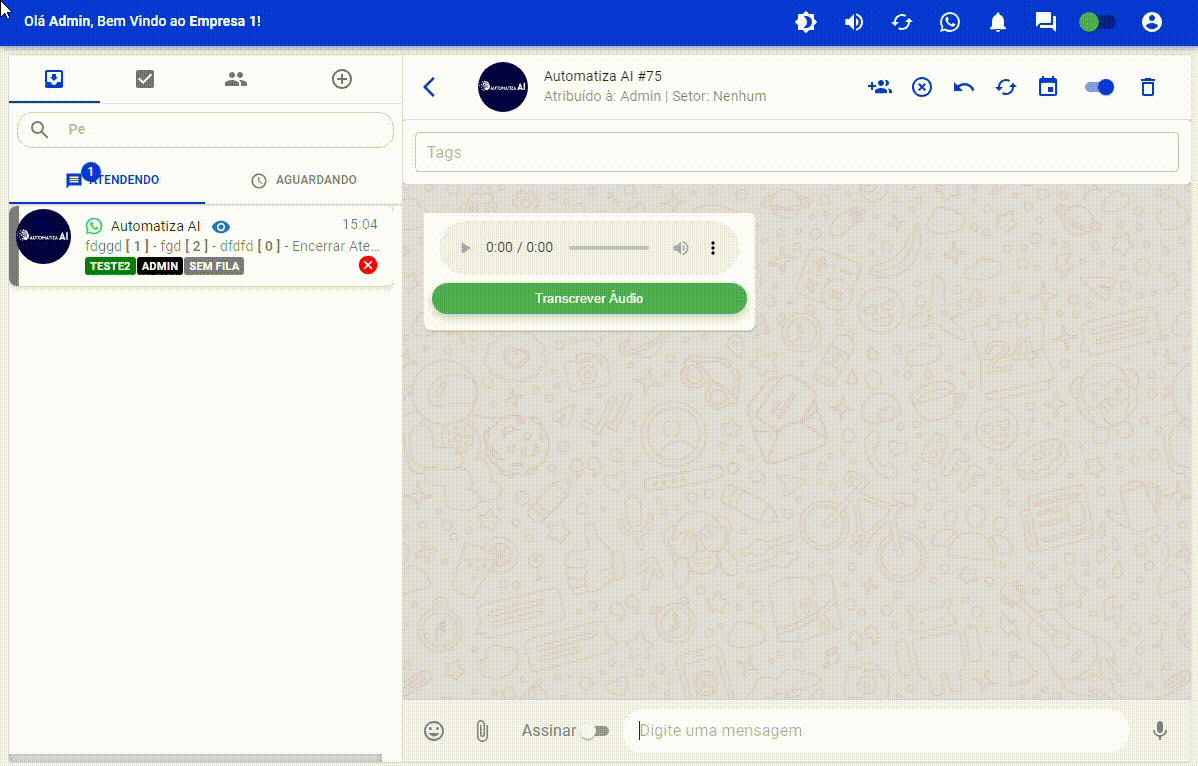 Olá Admin, Bem Vindo ao Empresa 1!
Pe
1
ATENDENDO
AGUARDANDO
AUTOMATIZA AI
Automatiza AI
15:04
fdggd [ 1 ] - fgd [ 2 ] - dfdfd [ 0 ] - Encerrar Ate...
TESTE2 ADMIN SEM FILA
AUTOMATIZA AI
Automatiza AI #75
Atribuído à: Admin | Setor: Nenhum
Tags
0:00 / 0:00
Transcrever Áudio
24
OFF
Assinar
Digite uma mensagem